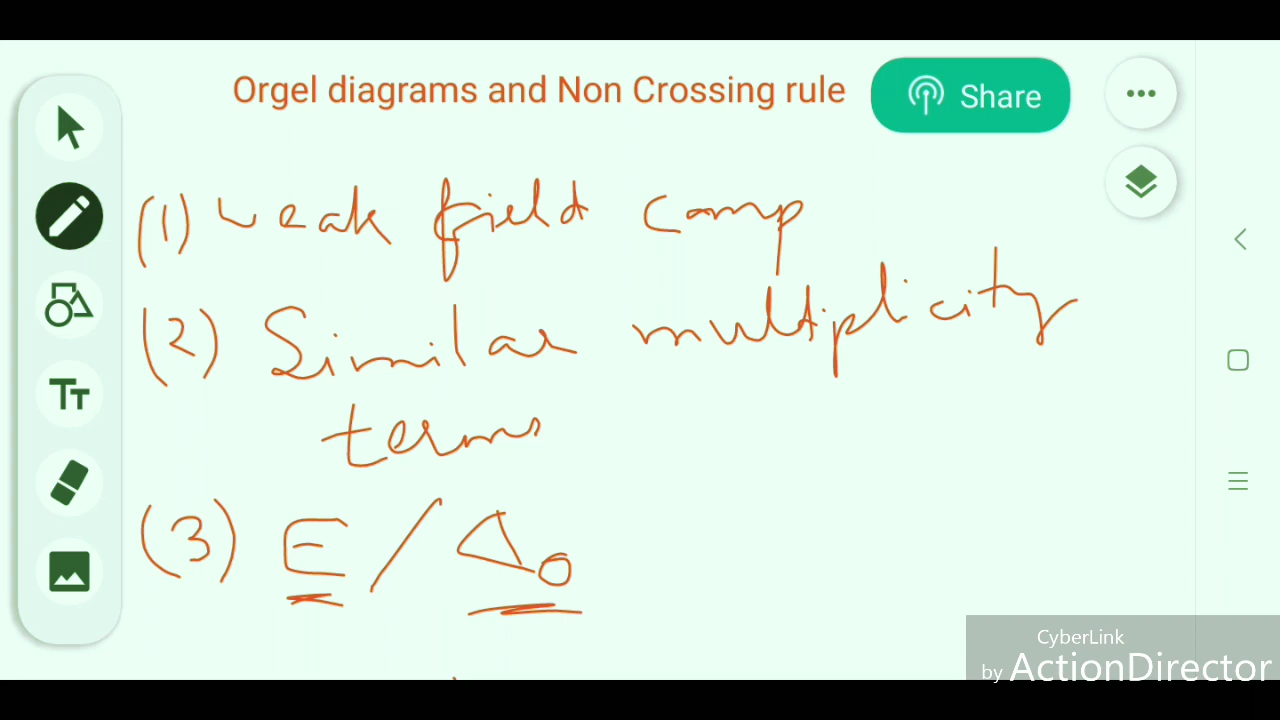 Orgel diagrams and Non Crossing rule
Share
(1) weak field comp
(2) Similar multiplicity
terms
(3) E / Δo
TT
CyberLink
by ActionDirector